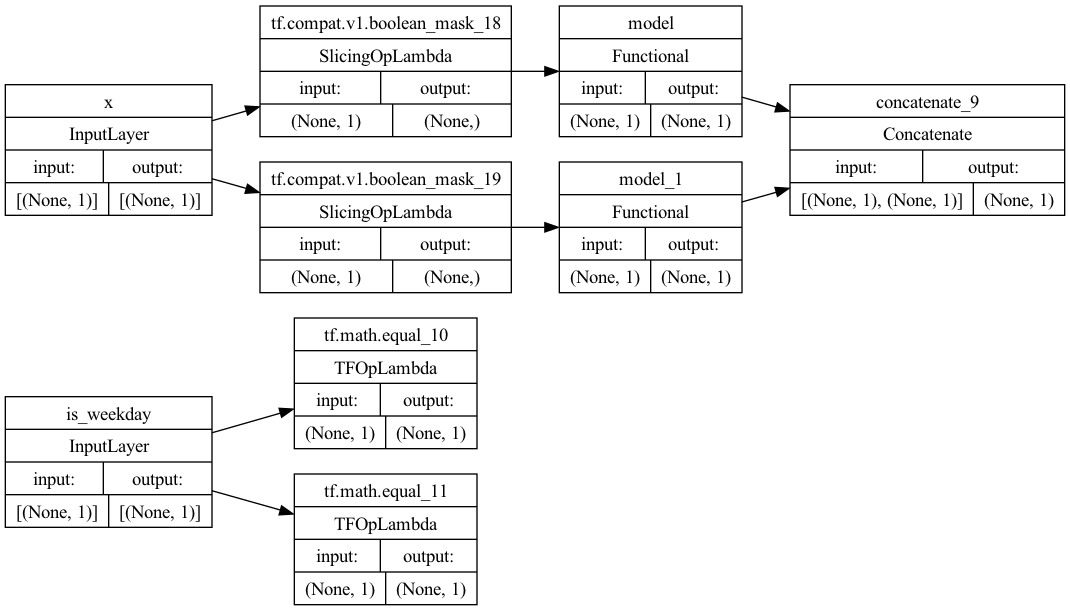 x
InputLayer
input: output:
[(None, 1)] [(None, 1)]
tf.compat.v1.boolean_mask_18
SlicingOpLambda
input: output:
(None, 1) (None,)
model
Functional
input: output:
(None, 1) (None, 1)
tf.compat.v1.boolean_mask_19
SlicingOpLambda
input: output:
(None, 1) (None,)
model_1
Functional
input: output:
(None, 1) (None, 1)
concatenate_9
Concatenate
input: output:
[(None, 1), (None, 1)] (None, 1)
is_weekday
InputLayer
input: output:
[(None, 1)] [(None, 1)]
tf.math.equal_10
TFOpLambda
input: output:
(None, 1) (None, 1)
tf.math.equal_11
TFOpLambda
input: output:
(None, 1) (None, 1)